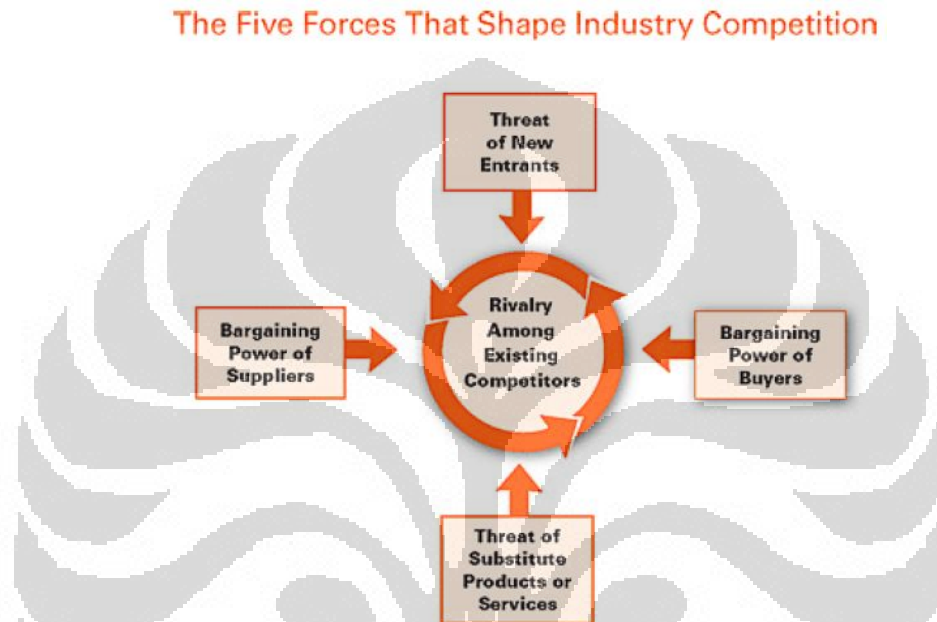 The Five Forces That Shape Industry Competition
Threat
of New
Entrants
Rivalry
Among
Existing
Competitors
Bargaining
Power of
Suppliers
Bargaining
Power of
Buyers
Threat of
Substitute
Products or
Services